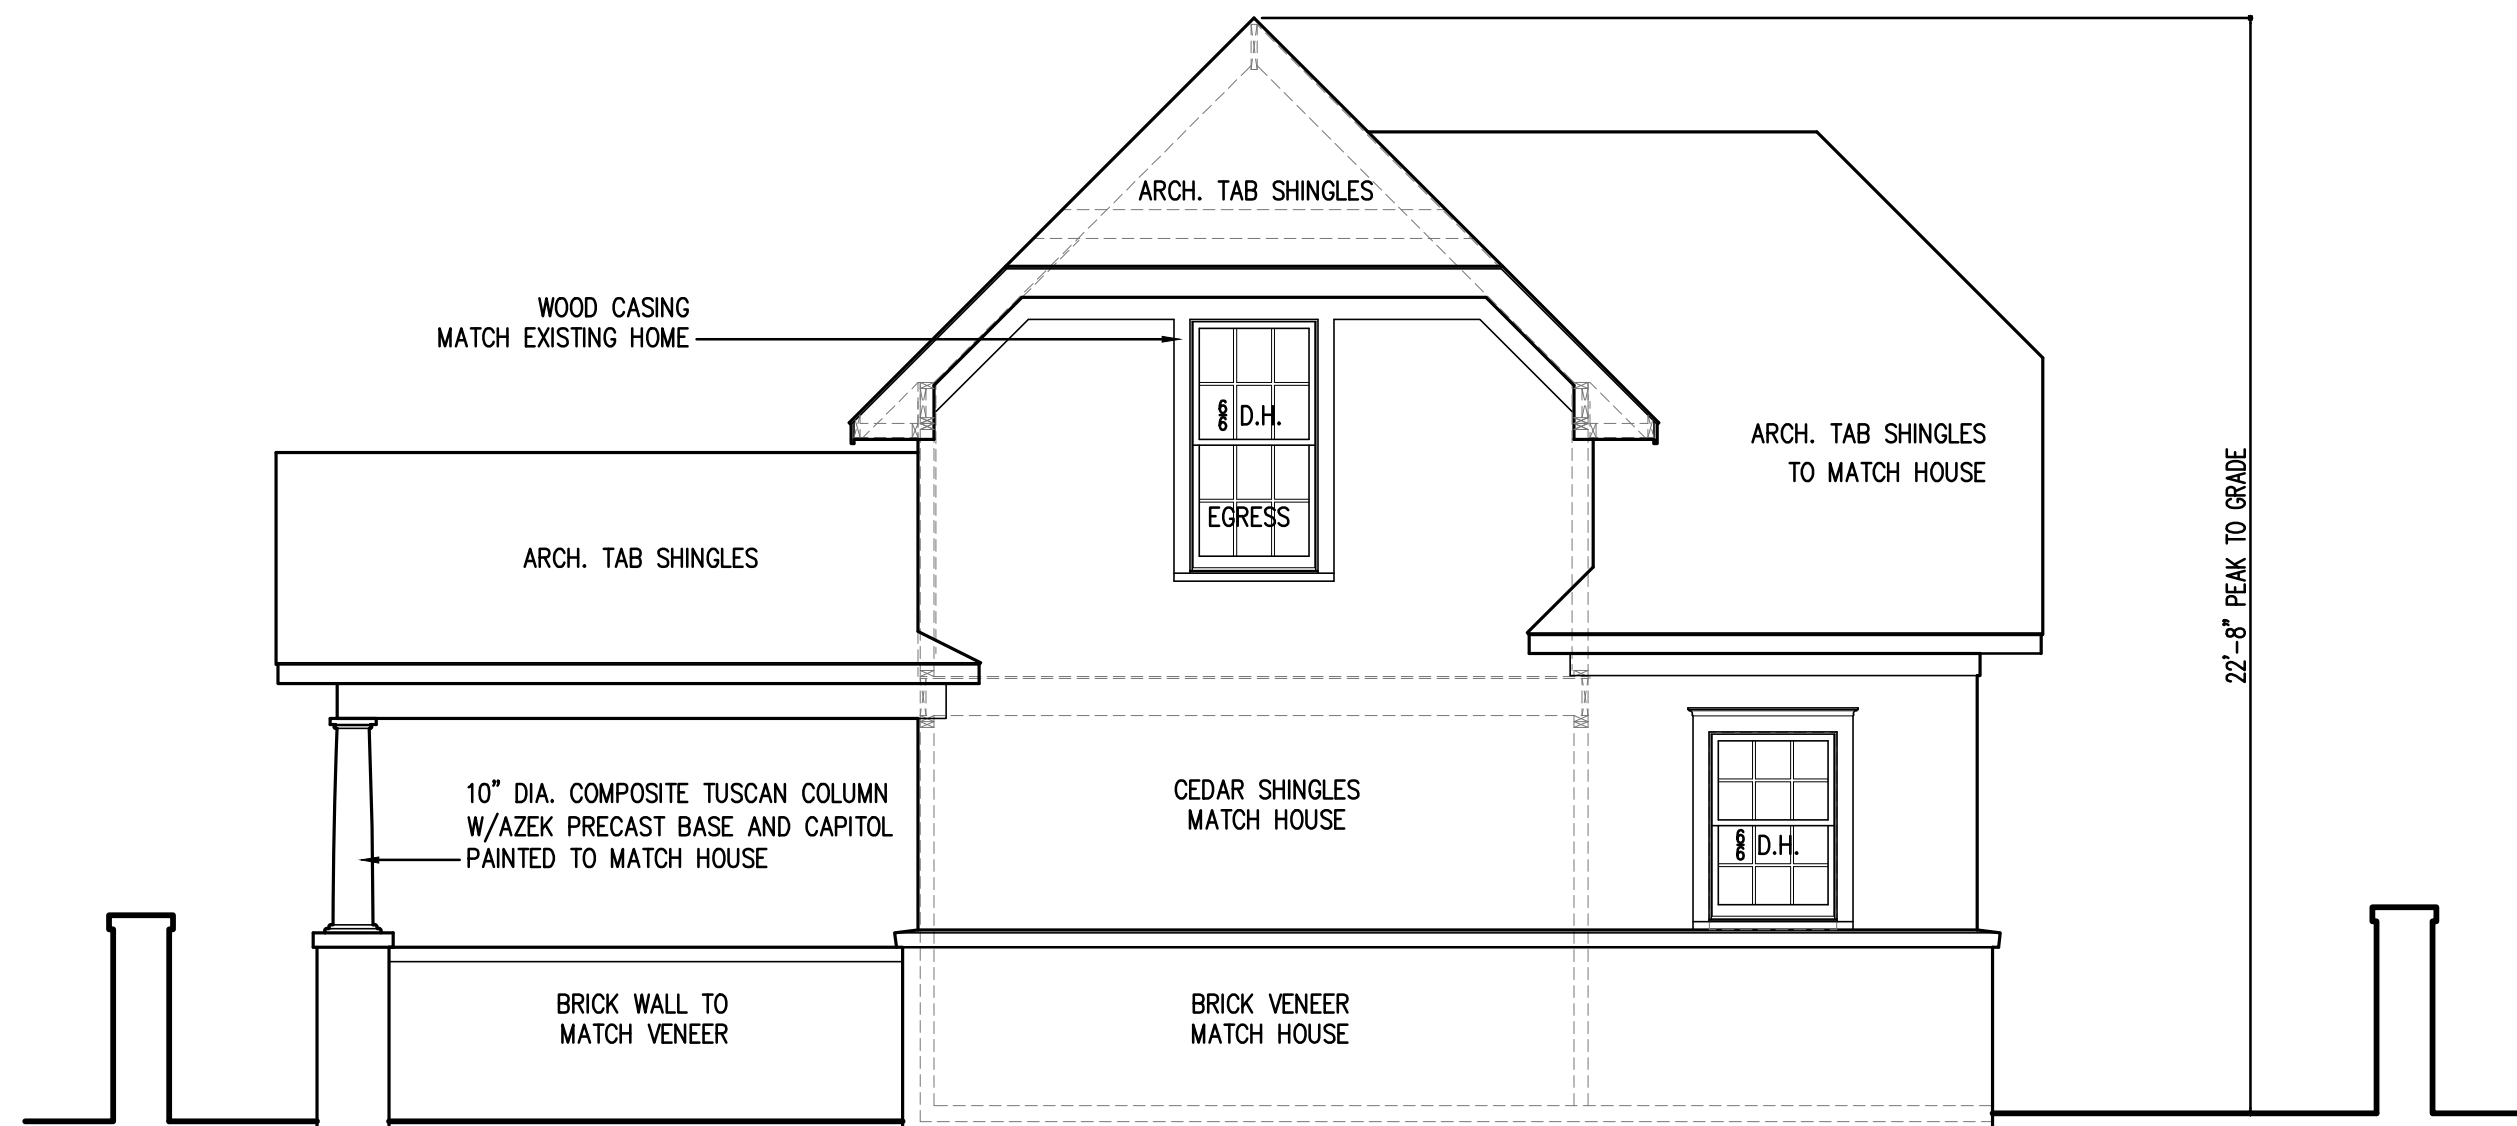 ARCH. TAB SHINGLES
WOOD CASING
MATCH EXISTING HOME
6
6 D.H.
EGRESS
ARCH. TAB SHINGLES
TO MATCH HOUSE
ARCH. TAB SHINGLES
22'-8" PEAK TO GRADE
10" DIA. COMPOSITE TUSCAN COLUMN
W/AZEK PRECAST BASE AND CAPITOL
PAINTED TO MATCH HOUSE
CEDAR SHINGLES
MATCH HOUSE
6
6 D.H.
BRICK WALL TO
MATCH VENEER
BRICK VENEER
MATCH HOUSE